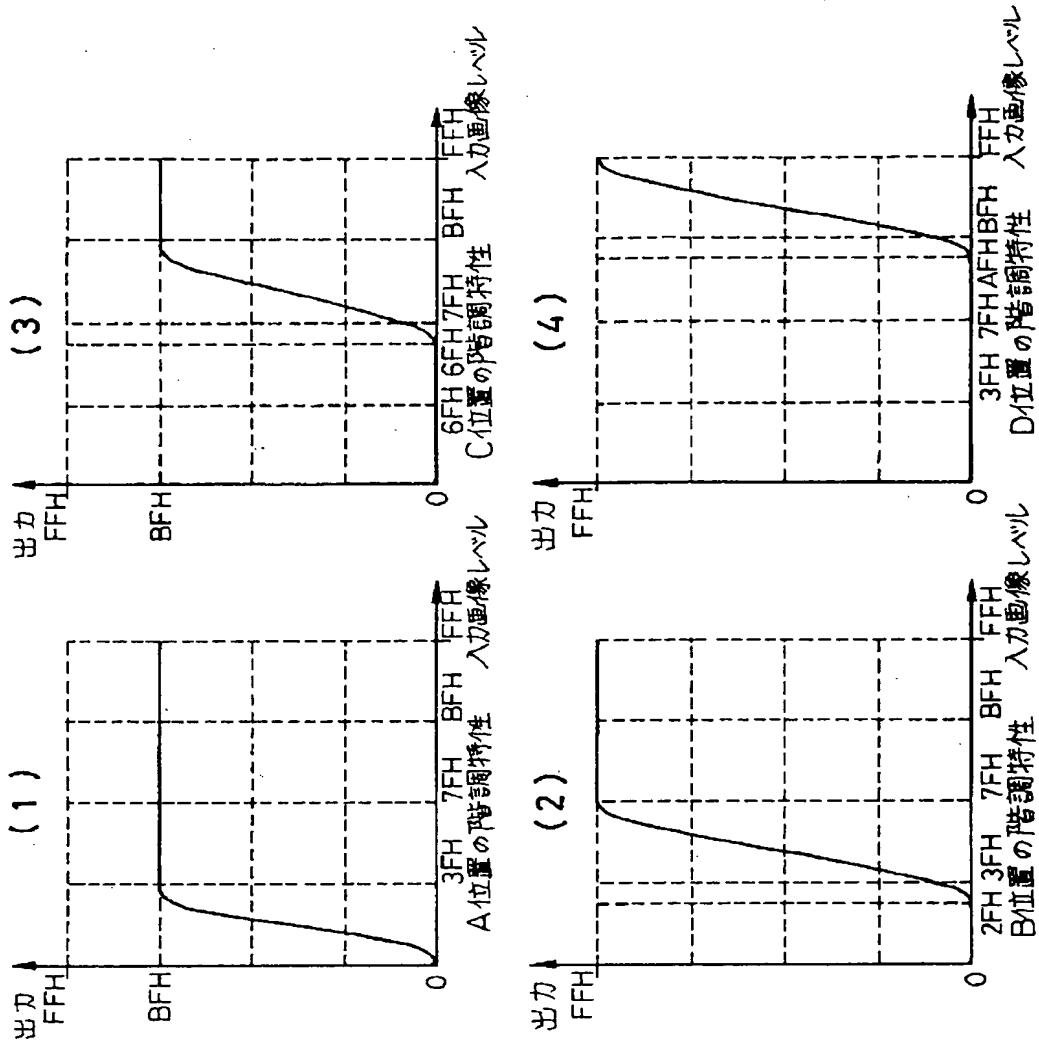 (1)
出力
FFH
BFH
0
3FH 7FH BFH FFH
A位置の階調特性 入力画像レベル
(3)
出力
FFH
BFH
0
6FH 6FH 7FH BFH FFH
C位置の階調特性 入力画像レベル
(2)
出力
FFH
0
2FH 3FH 7FH BFH FFH
B位置の階調特性 入力画像レベル
(4)
出力
FFH
0
3FH 7FH AFH BFH FFH
D位置の階調特性 入力画像レベル